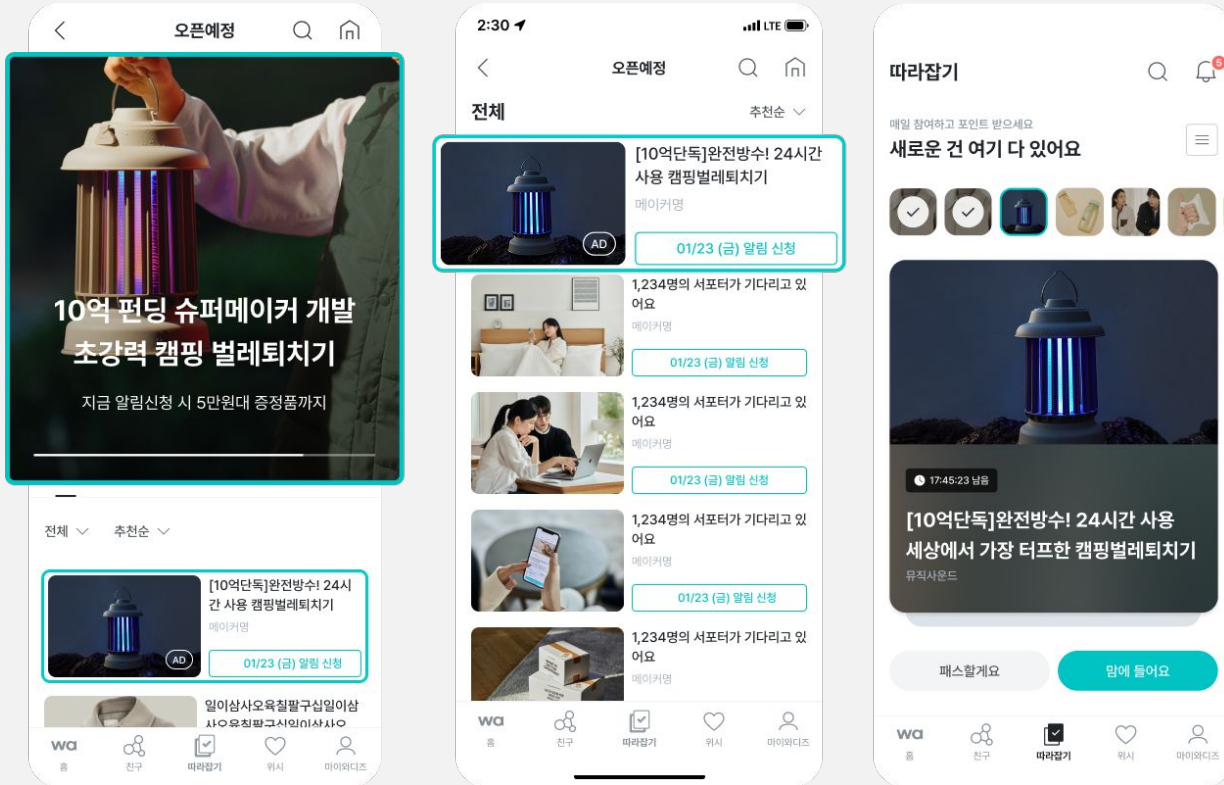 오픈예정
10억 펀딩 슈퍼메이커 개발
초강력 캠핑 벌레퇴치기
지금 알림신청 시 5만원대 증정품까지
전체
추천순
[10억단독]완전방수! 24시
간 사용 캠핑벌레퇴치기
메이커명
AD
01/23 (금) 알림 신청
일이삼사오육칠팔구십일이삼
사오육칠팔구십일이삼사오
wa
홈
친구
따라잡기
위시
마이와디즈
2:30
LTE
오픈예정
전체
추천순
[10억단독]완전방수! 24시간
사용 캠핑벌레퇴치기
메이커명
AD
01/23 (금) 알림 신청
1,234명의 서포터가 기다리고 있
어요
메이커명
01/23 (금) 알림 신청
1,234명의 서포터가 기다리고 있
어요
메이커명
01/23 (금) 알림 신청
1,234명의 서포터가 기다리고 있
어요
메이커명
01/23 (금) 알림 신청
1,234명의 서포터가 기다리고 있
어요
메이커명
wa
홈
친구
따라잡기
위시
마이와디즈
따라잡기
5
매일 참여하고 포인트 받으세요
새로운 건 여기 다 있어요
17:45:23 남음
[10억단독]완전방수! 24시간 사용
세상에서 가장 터프한 캠핑벌레퇴치기
뮤직사운드
패스할게요
맘에 들어요
wa
홈
친구
따라잡기
위시
마이와디즈